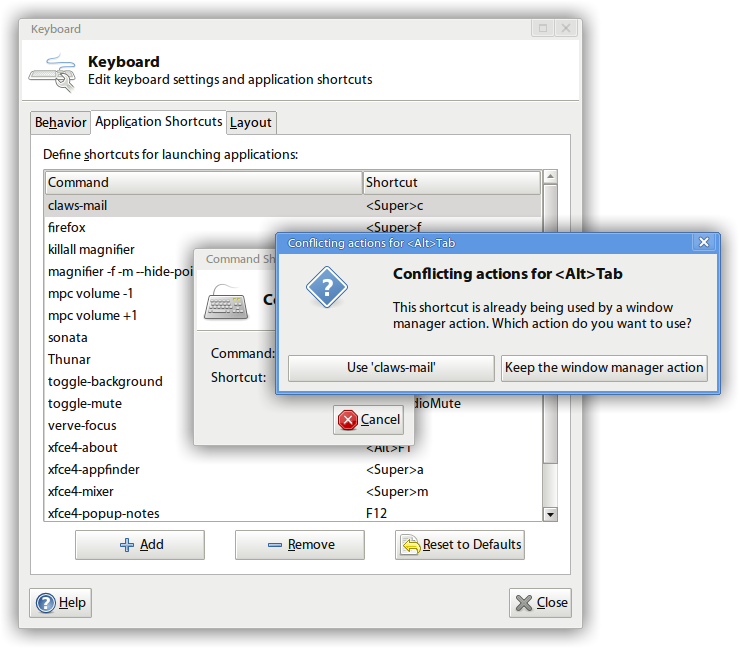 Keyboard
Keyboard
Edit keyboard settings and application shortcuts
Behavior Application Shortcuts Layout
Define shortcuts for launching applications:
Command Shortcut
claws-mail <Super>c
firefox <Super>f
killall magnifier
magnifier -f -m --hide-poi
mpc volume -1
mpc volume +1
sonata
Thunar
toggle-background
toggle-mute dioMute
verve-focus
xfce4-about <Alt>F1
xfce4-appfinder <Super>a
xfce4-mixer <Super>m
xfce4-popup-notes F12
Add Remove Reset to Defaults
Help Close
Command Sh
Co
Command:
Shortcut:
Cancel
Conflicting actions for <Alt>Tab
Conflicting actions for <Alt>Tab
This shortcut is already being used by a window
manager action. Which action do you want to use?
Use 'claws-mail' Keep the window manager action